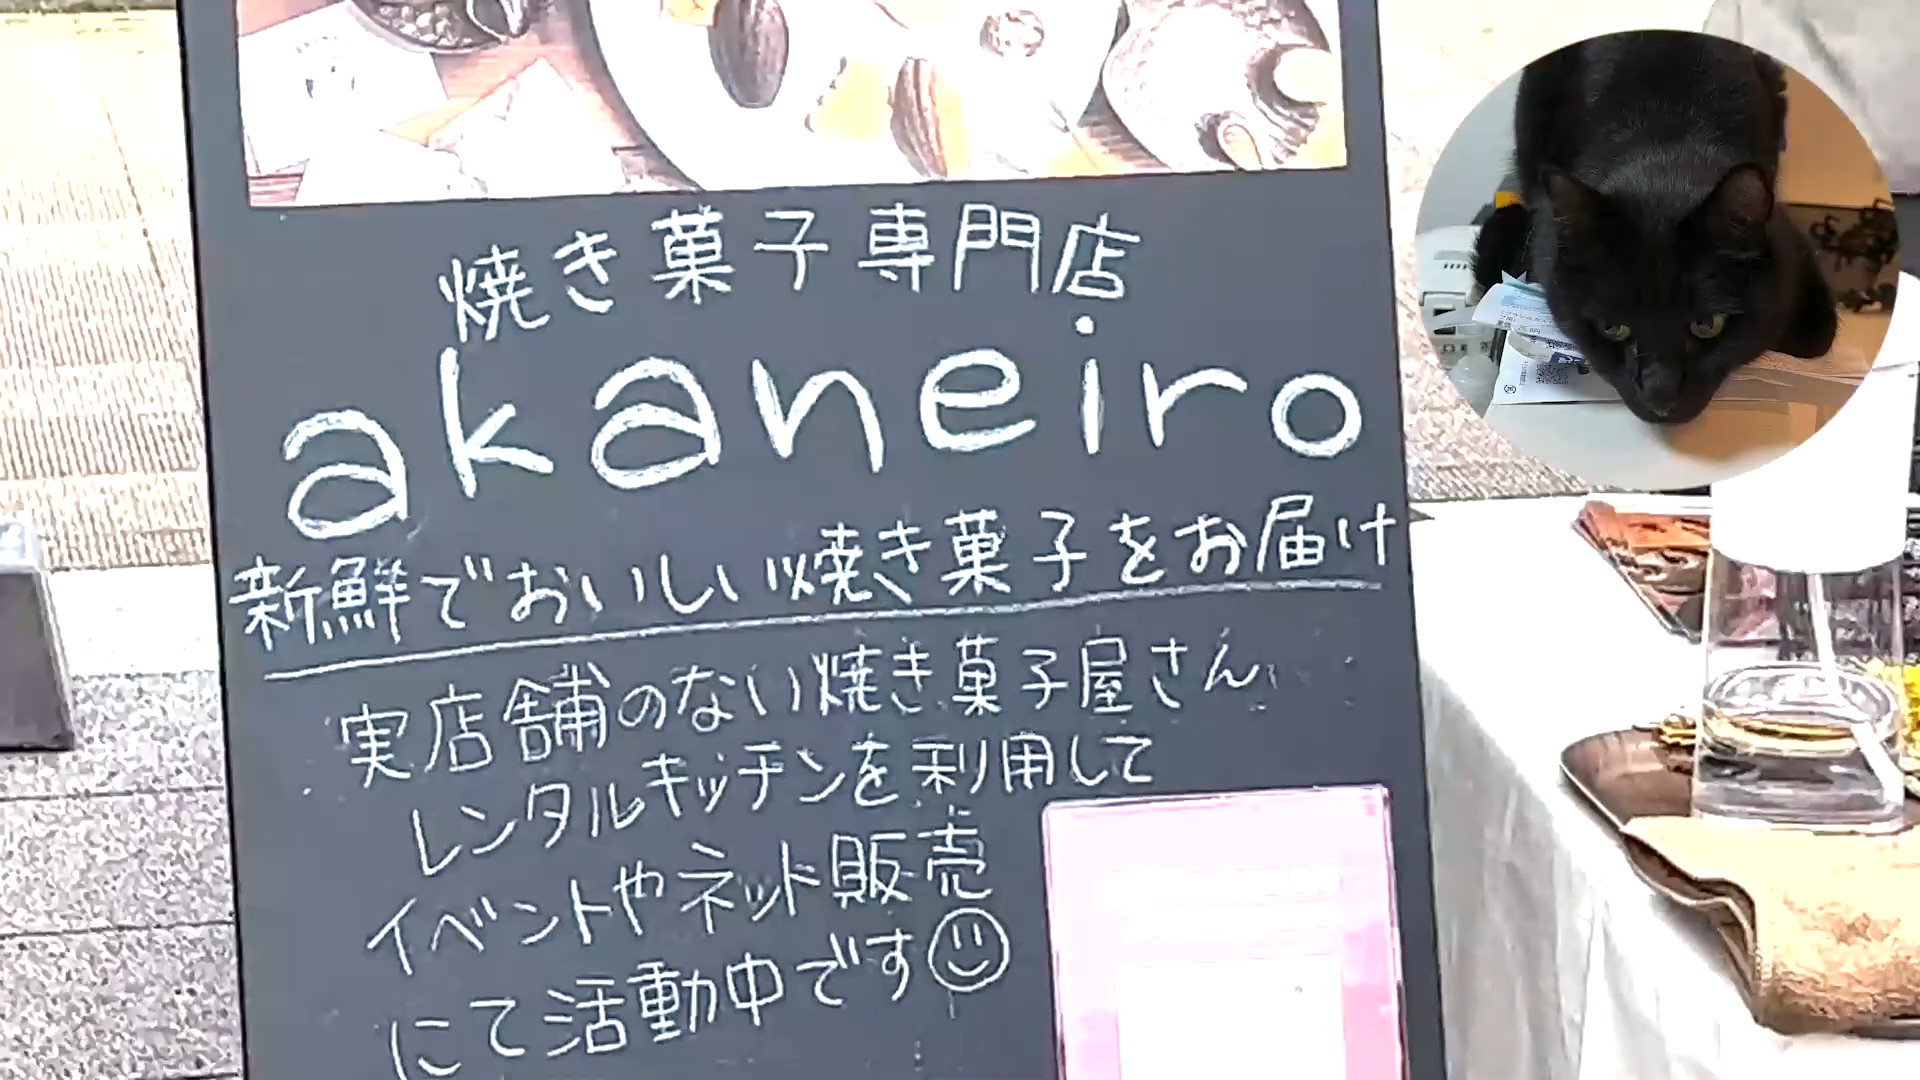 焼き菓子専門店
akaneiro
新鮮でおいしい焼き菓子をお届け
実店舗のない焼き菓子屋さん
レンタルキッチンを利用して
イベントやネット販売
にて活動中です